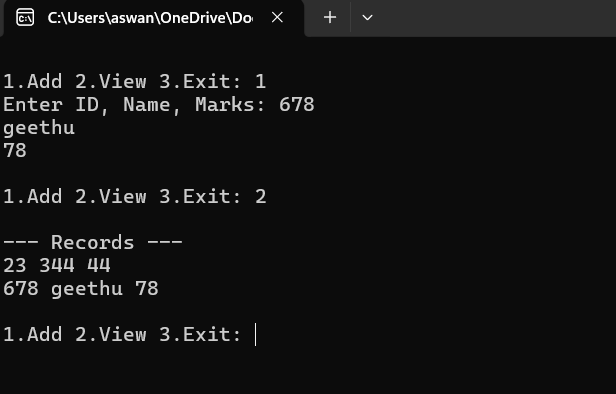 C:\Users\aswan\OneDrive\Do
1.Add 2.View 3.Exit: 1
Enter ID, Name, Marks: 678
geethu
78
1.Add 2.View 3.Exit: 2
--- Records ---
23 344 44
678 geethu 78
1.Add 2.View 3.Exit: